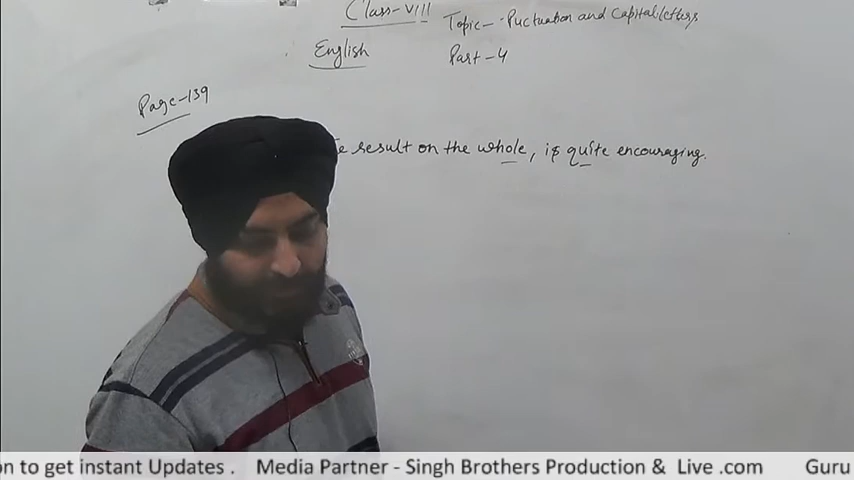 Class-VIII
Topic-Puctuation and Capital letters
English
Part-4
Page-139
e result on the whole, is quite encouraging.
on to get instant Updates . Media Partner - Singh Brothers Production & Live .com Guru